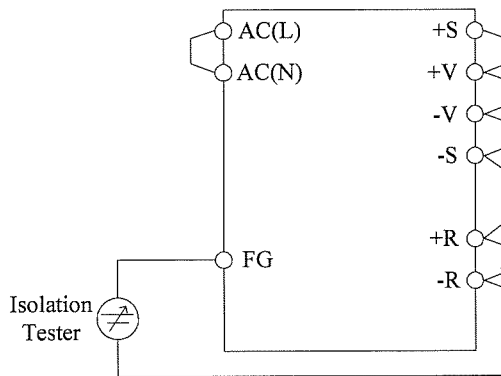 AC(L)
AC(N)
FG
Isolation
Tester
+S
+V
-V
-S
+R
-R